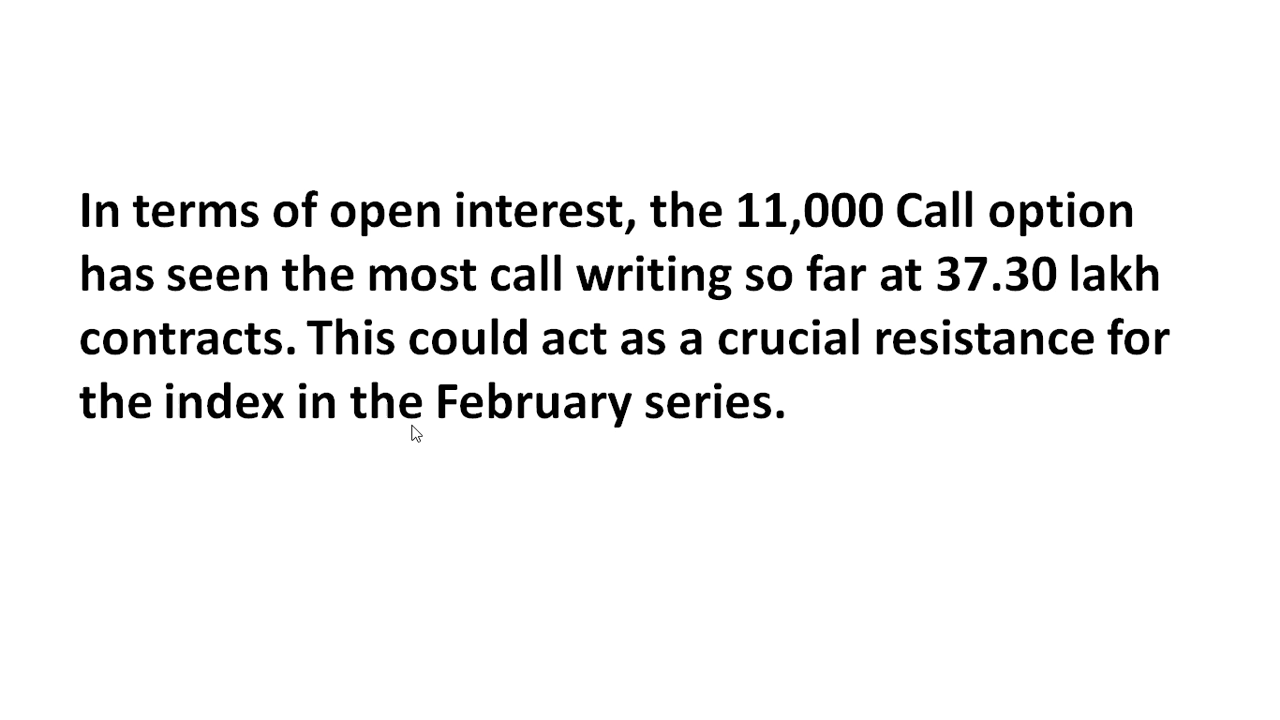 In terms of open interest, the 11,000 Call option
has seen the most call writing so far at 37.30 lakh
contracts. This could act as a crucial resistance for
the index in the February series.